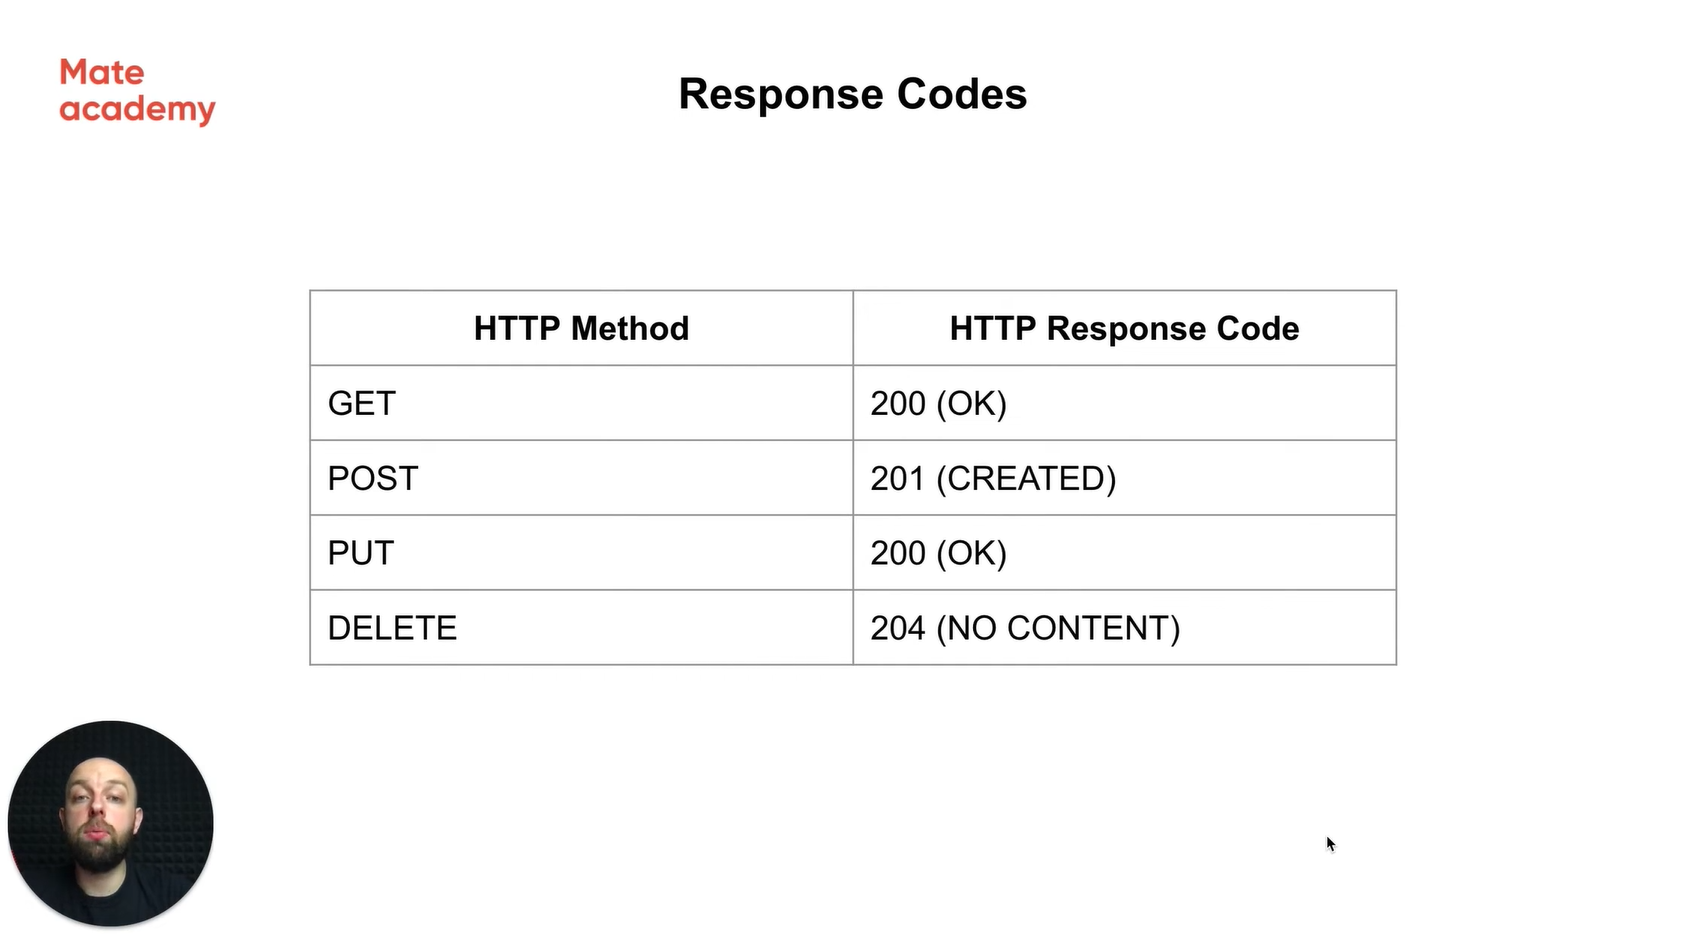 Mate
academy
Response Codes
HTTP Method HTTP Response Code
GET 200 (OK)
POST 201 (CREATED)
PUT 200 (OK)
DELETE 204 (NO CONTENT)